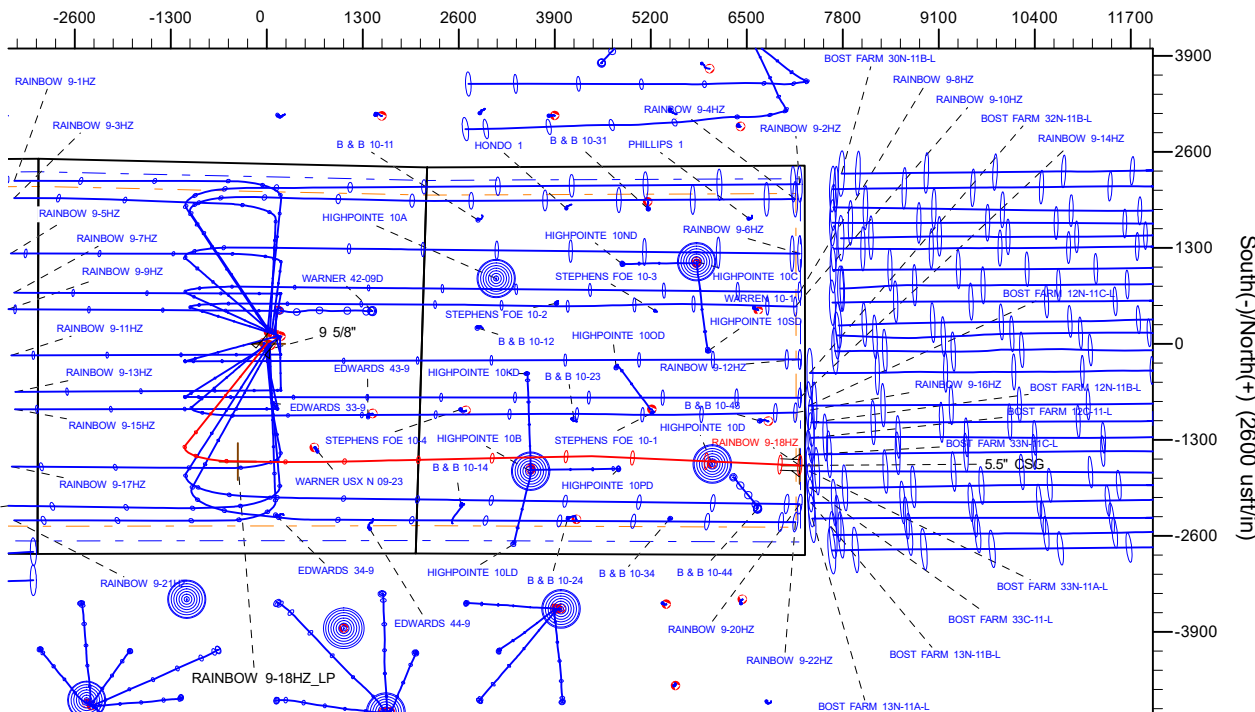 -2600 -1300 0 1300 2600 3900 5200 6500 7800 9100 10400 11700
3900
2600
1300
0
-1300
-2600
-3900
South(-)/North(+) (2600 usft/in)
BOST FARM 30N-11B-L
RAINBOW 9-8HZ
RAINBOW 9-10HZ
BOST FARM 32N-11B-L
RAINBOW 9-14HZ
RAINBOW 9-1HZ
RAINBOW 9-3HZ
RAINBOW 9-4HZ
RAINBOW 9-2HZ
B & B 10-11
HONDO 1
B & B 10-31
PHILLIPS 1
RAINBOW 9-5HZ
HIGHPOINTE 10A
RAINBOW 9-6HZ
RAINBOW 9-7HZ
HIGHPOINTE 10ND
RAINBOW 9-9HZ
WARNER 42-09D
STEPHENS FOE 10-3
HIGHPOINTE 10C
WARREN 10-1
BOST FARM 12N-11C-L
STEPHENS FOE 10-2
HIGHPOINTE 10SD
RAINBOW 9-11HZ
9 5/8"
B & B 10-12
HIGHPOINTE 10OD
RAINBOW 9-13HZ
EDWARDS 43-9
HIGHPOINTE 10KD
B & B 10-23
RAINBOW 9-12HZ
RAINBOW 9-16HZ
BOST FARM 12N-11B-L
RAINBOW 9-15HZ
EDWARDS 33-9
B & B 10-43
BOST FARM 12C-11-L
HIGHPOINTE 10D
STEPHENS FOE 10-4
HIGHPOINTE 10B
STEPHENS FOE 10-1
RAINBOW 9-18HZ
BOST FARM 33N-11C-L
5.5" CSG
B & B 10-14
RAINBOW 9-17HZ
WARNER USX N 09-23
HIGHPOINTE 10PD
RAINBOW 9-21HZ
EDWARDS 34-9
HIGHPOINTE 10LD
B & B 10-24
B & B 10-34
B & B 10-44
BOST FARM 33N-11A-L
EDWARDS 44-9
RAINBOW 9-20HZ
BOST FARM 33C-11-L
RAINBOW 9-22HZ
BOST FARM 13N-11B-L
RAINBOW 9-18HZ_LP
BOST FARM 13N-11A-L